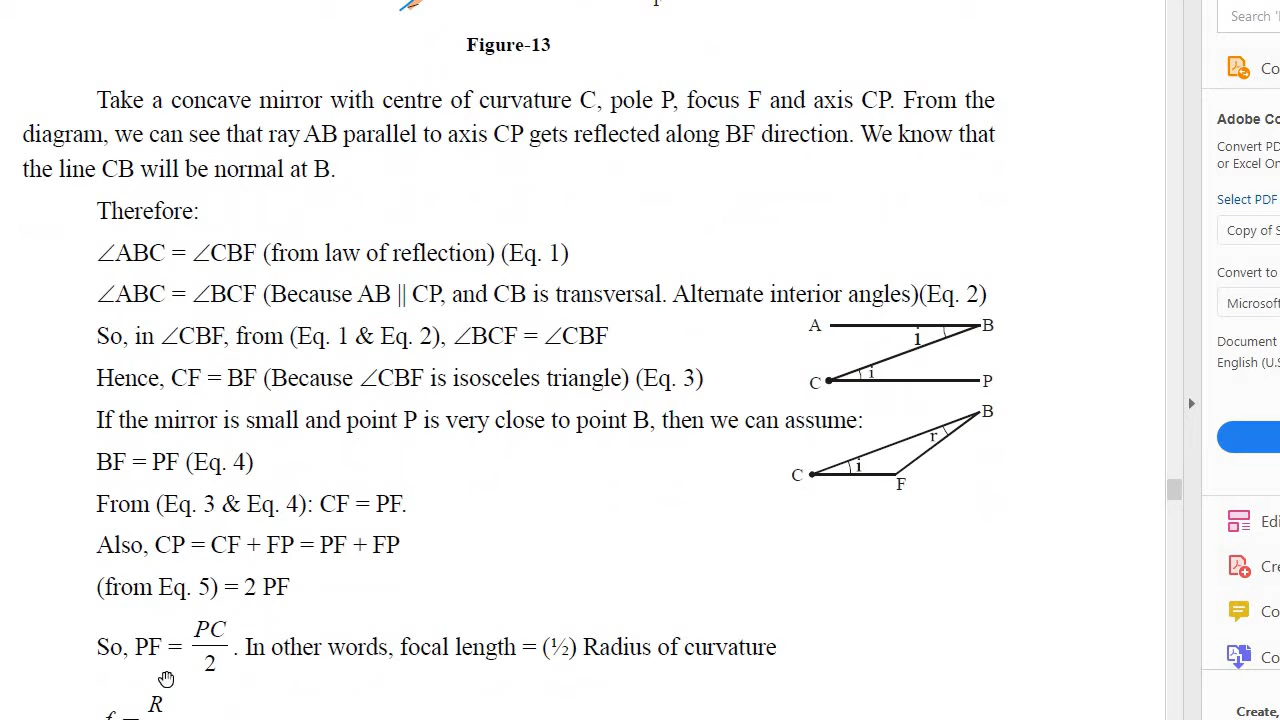 Figure-13
Take a concave mirror with centre of curvature C, pole P, focus F and axis CP. From the
diagram, we can see that ray AB parallel to axis CP gets reflected along BF direction. We know that
the line CB will be normal at B.
Therefore:
∠ABC = ∠CBF (from law of reflection) (Eq. 1)
∠ABC = ∠BCF (Because AB || CP, and CB is transversal. Alternate interior angles)(Eq. 2)
So, in ∠CBF, from (Eq. 1 & Eq. 2), ∠BCF = ∠CBF
Hence, CF = BF (Because ∠CBF is isosceles triangle) (Eq. 3)
If the mirror is small and point P is very close to point B, then we can assume:
BF = PF (Eq. 4)
From (Eq. 3 & Eq. 4): CF = PF.
Also, CP = CF + FP = PF + FP
(from Eq. 5) = 2 PF
So, PF = PC/2. In other words, focal length = (½) Radius of curvature
f = R
A
B
i
C
i
P
B
r
C
i
F
Search '
Co
Adobe Co
Convert PD
or Excel On
Select PDF
Copy of S
Convert to
Microsoft
Document
English (U.S
Edi
Cre
Co
Co
Create,